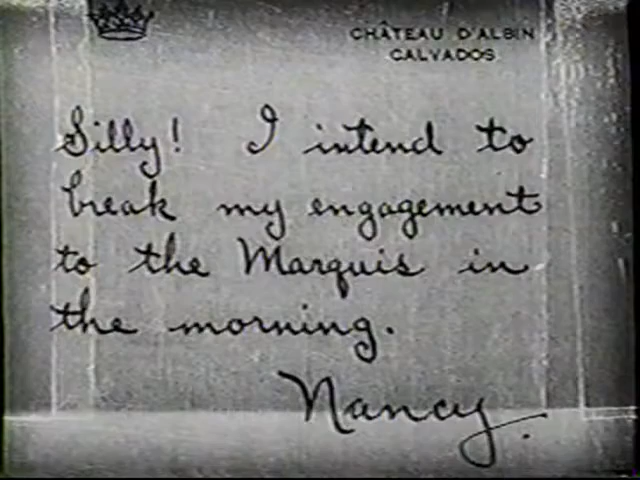 CHÂTEAU D'ALBIN
CALVADOS
Silly! I intend to
break my engagement
to the Marquis in
the morning.
Nancy.